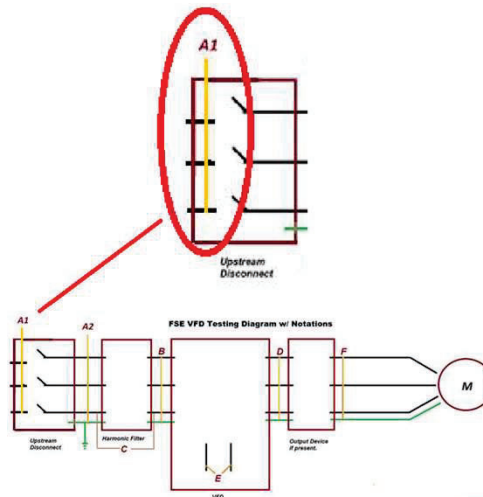 A1
Upstream
Disconnect
FSE VFD Testing Diagram w/ Notations
A1
A2
B
D
F
M
Upstream
Disconnect
Harmonic Filter
C
E
Output Device
if present.
VFD